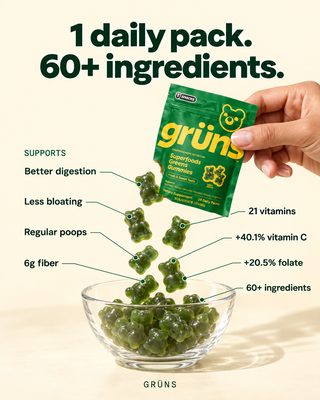 1 daily pack.
60+ ingredients.
grüns
Superfoods
Greens
Gummies
SUPPORTS
Better digestion
Less bloating
Regular poops
6g fiber
21 vitamins
+40.1% vitamin C
+20.5% folate
60+ ingredients
GRÜNS